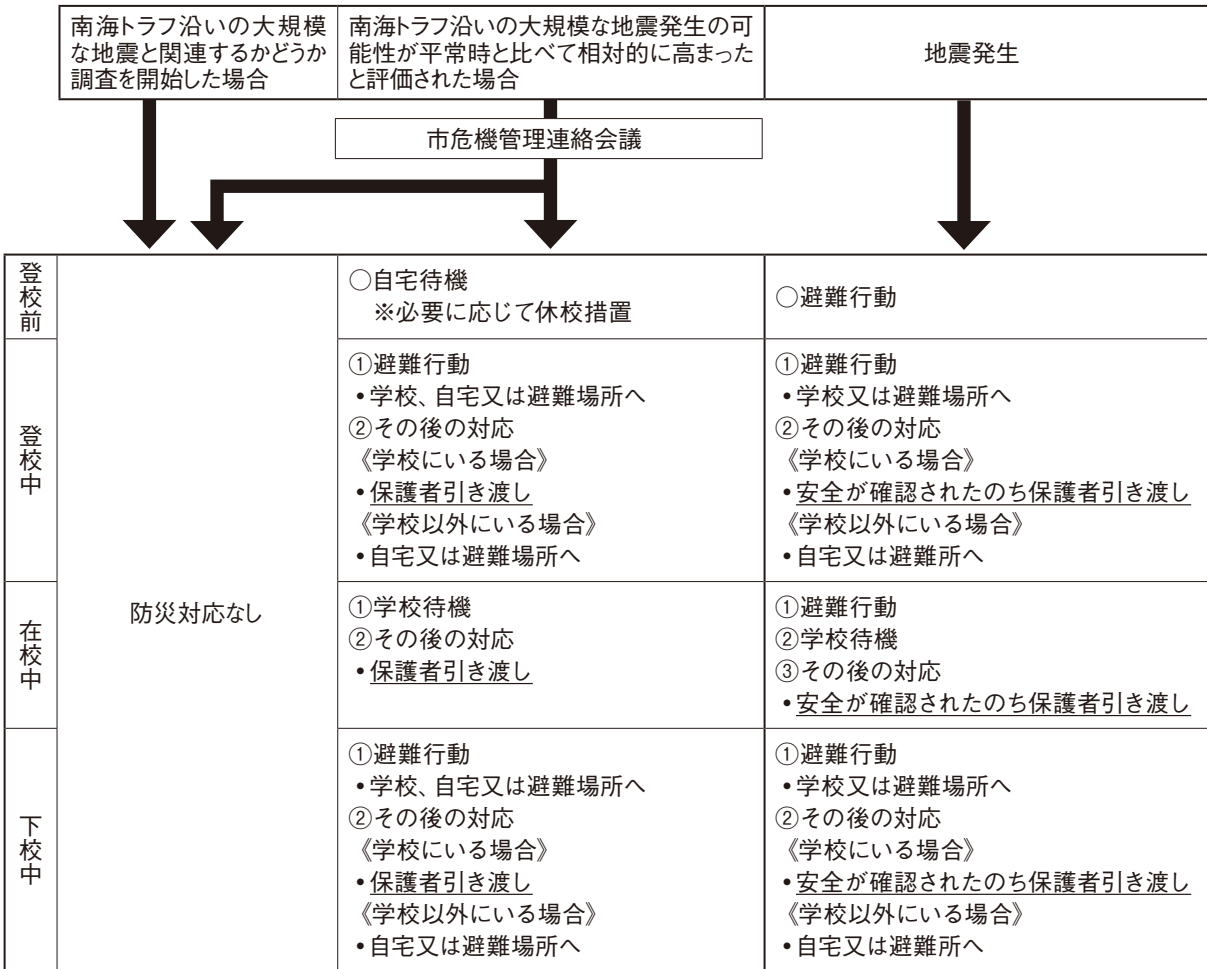 南海トラフ沿いの大規模
な地震と関連するかどうか
調査を開始した場合
南海トラフ沿いの大規模な地震発生の可
能性が平常時と比べて相対的に高まった
と評価された場合
地震発生
市危機管理連絡会議
登校前
防災対応なし
○自宅待機
※必要に応じて休校措置
○避難行動
登校中
①避難行動
•学校、自宅又は避難場所へ
②その後の対応
《学校にいる場合》
•保護者引き渡し
《学校以外にいる場合》
•自宅又は避難場所へ
①避難行動
•学校又は避難場所へ
②その後の対応
《学校にいる場合》
•安全が確認されたのち保護者引き渡し
《学校以外にいる場合》
•自宅又は避難所へ
在校中
①学校待機
②その後の対応
•保護者引き渡し
①避難行動
②学校待機
③その後の対応
•安全が確認されたのち保護者引き渡し
下校中
①避難行動
•学校、自宅又は避難場所へ
②その後の対応
《学校にいる場合》
•保護者引き渡し
《学校以外にいる場合》
•自宅又は避難場所へ
①避難行動
•学校又は避難場所へ
②その後の対応
《学校にいる場合》
•安全が確認されたのち保護者引き渡し
《学校以外にいる場合》
•自宅又は避難所へ